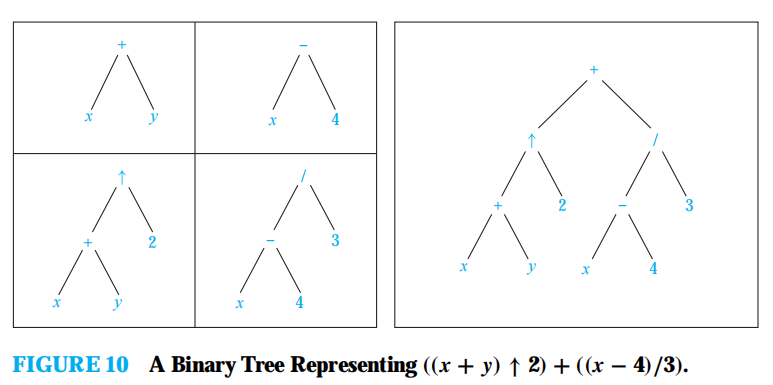 + −
x y x 4
↑ /
+ 2 − 3
x y x 4
+
↑ /
+ 2 − 3
x y x 4
FIGURE 10 A Binary Tree Representing ((x + y) ↑ 2) + ((x − 4)/3).